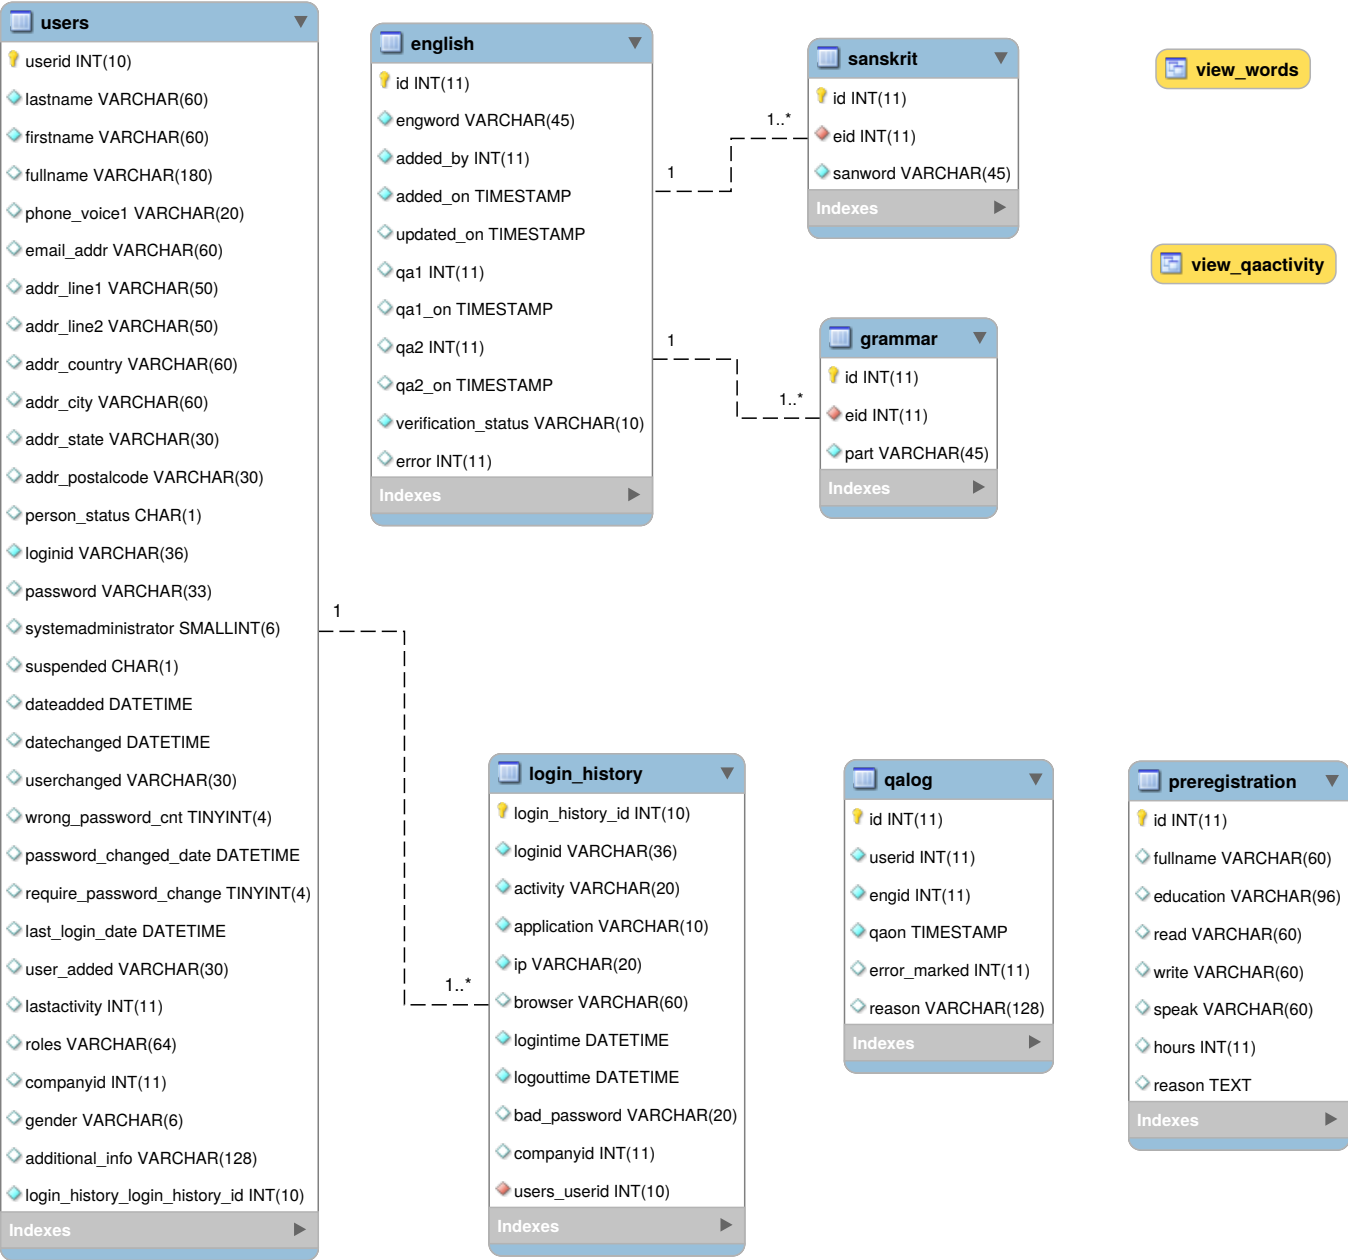 users
userid INT(10)
lastname VARCHAR(60)
firstname VARCHAR(60)
fullname VARCHAR(180)
phone_voice1 VARCHAR(20)
email_addr VARCHAR(60)
addr_line1 VARCHAR(50)
addr_line2 VARCHAR(50)
addr_country VARCHAR(60)
addr_city VARCHAR(60)
addr_state VARCHAR(30)
addr_postalcode VARCHAR(30)
person_status CHAR(1)
loginid VARCHAR(36)
password VARCHAR(33)
systemadministrator SMALLINT(6)
suspended CHAR(1)
dateadded DATETIME
datechanged DATETIME
userchanged VARCHAR(30)
wrong_password_cnt TINYINT(4)
password_changed_date DATETIME
require_password_change TINYINT(4)
last_login_date DATETIME
user_added VARCHAR(30)
lastactivity INT(11)
roles VARCHAR(64)
companyid INT(11)
gender VARCHAR(6)
additional_info VARCHAR(128)
login_history_login_history_id INT(10)
Indexes
english
id INT(11)
engword VARCHAR(45)
added_by INT(11)
added_on TIMESTAMP
updated_on TIMESTAMP
qa1 INT(11)
qa1_on TIMESTAMP
qa2 INT(11)
qa2_on TIMESTAMP
verification_status VARCHAR(10)
error INT(11)
Indexes
1
1..*
sanskrit
id INT(11)
eid INT(11)
sanword VARCHAR(45)
Indexes
1
1..*
grammar
id INT(11)
eid INT(11)
part VARCHAR(45)
Indexes
view_words
view_qaactivity
1
1..*
login_history
login_history_id INT(10)
loginid VARCHAR(36)
activity VARCHAR(20)
application VARCHAR(10)
ip VARCHAR(20)
browser VARCHAR(60)
logintime DATETIME
logouttime DATETIME
bad_password VARCHAR(20)
companyid INT(11)
users_userid INT(10)
Indexes
qalog
id INT(11)
userid INT(11)
engid INT(11)
qaon TIMESTAMP
error_marked INT(11)
reason VARCHAR(128)
Indexes
preregistration
id INT(11)
fullname VARCHAR(60)
education VARCHAR(96)
read VARCHAR(60)
write VARCHAR(60)
speak VARCHAR(60)
hours INT(11)
reason TEXT
Indexes